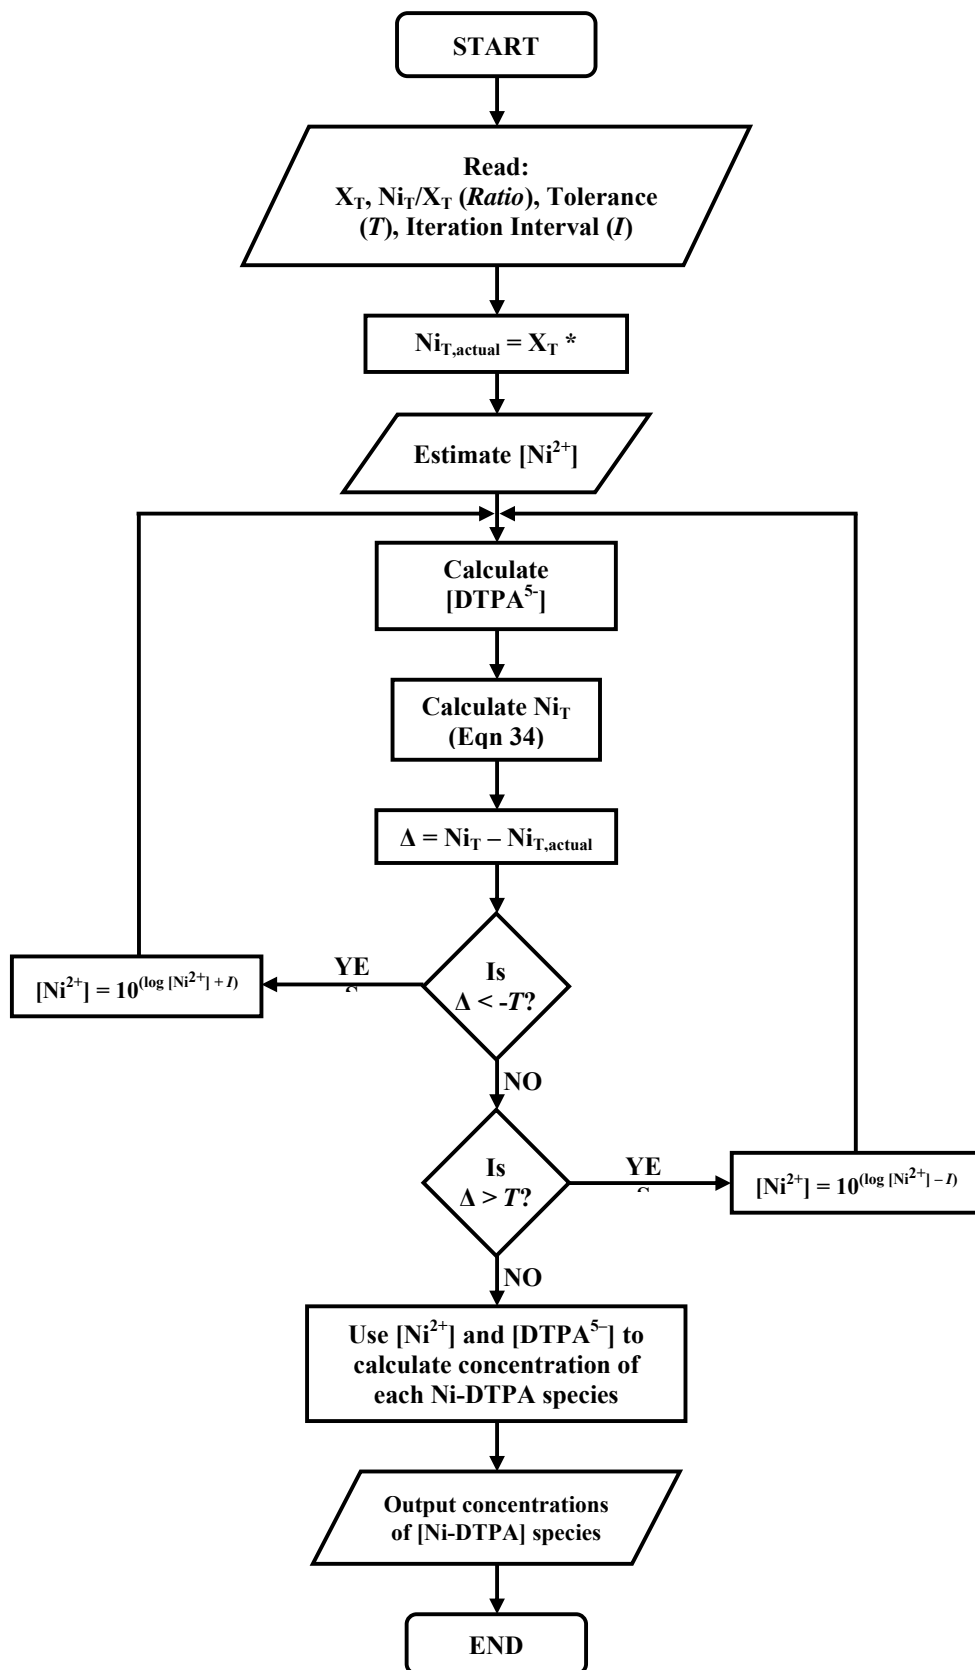 START
Read:
X_T, Ni_T/X_T (Ratio), Tolerance
(T), Iteration Interval (I)
Ni_T,actual = X_T *
Estimate [Ni²⁺]
Calculate
[DTPA⁵⁻]
Calculate Ni_T
(Eqn 34)
Δ = Ni_T – Ni_T,actual
Is
Δ < -T?
YE
[Ni²⁺] = 10^(log [Ni²⁺] + I)
NO
Is
Δ > T?
YE
[Ni²⁺] = 10^(log [Ni²⁺] – I)
NO
Use [Ni²⁺] and [DTPA⁵⁻] to
calculate concentration of
each Ni-DTPA species
Output concentrations
of [Ni-DTPA] species
END